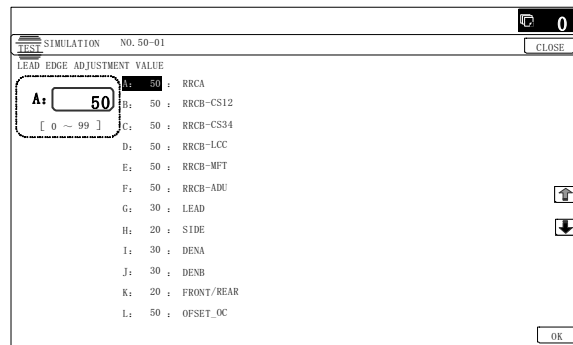 0
TEST SIMULATION NO. 50-01
CLOSE
LEAD EDGE ADJUSTMENT VALUE
A: 50
[ 0 ~ 99 ]
A: 50 : RRCA
B: 50 : RRCB-CS12
C: 50 : RRCB-CS34
D: 50 : RRCB-LCC
E: 50 : RRCB-MFT
F: 50 : RRCB-ADU
G: 30 : LEAD
H: 20 : SIDE
I: 30 : DENA
J: 30 : DENB
K: 20 : FRONT/REAR
L: 50 : OFSET_OC
OK